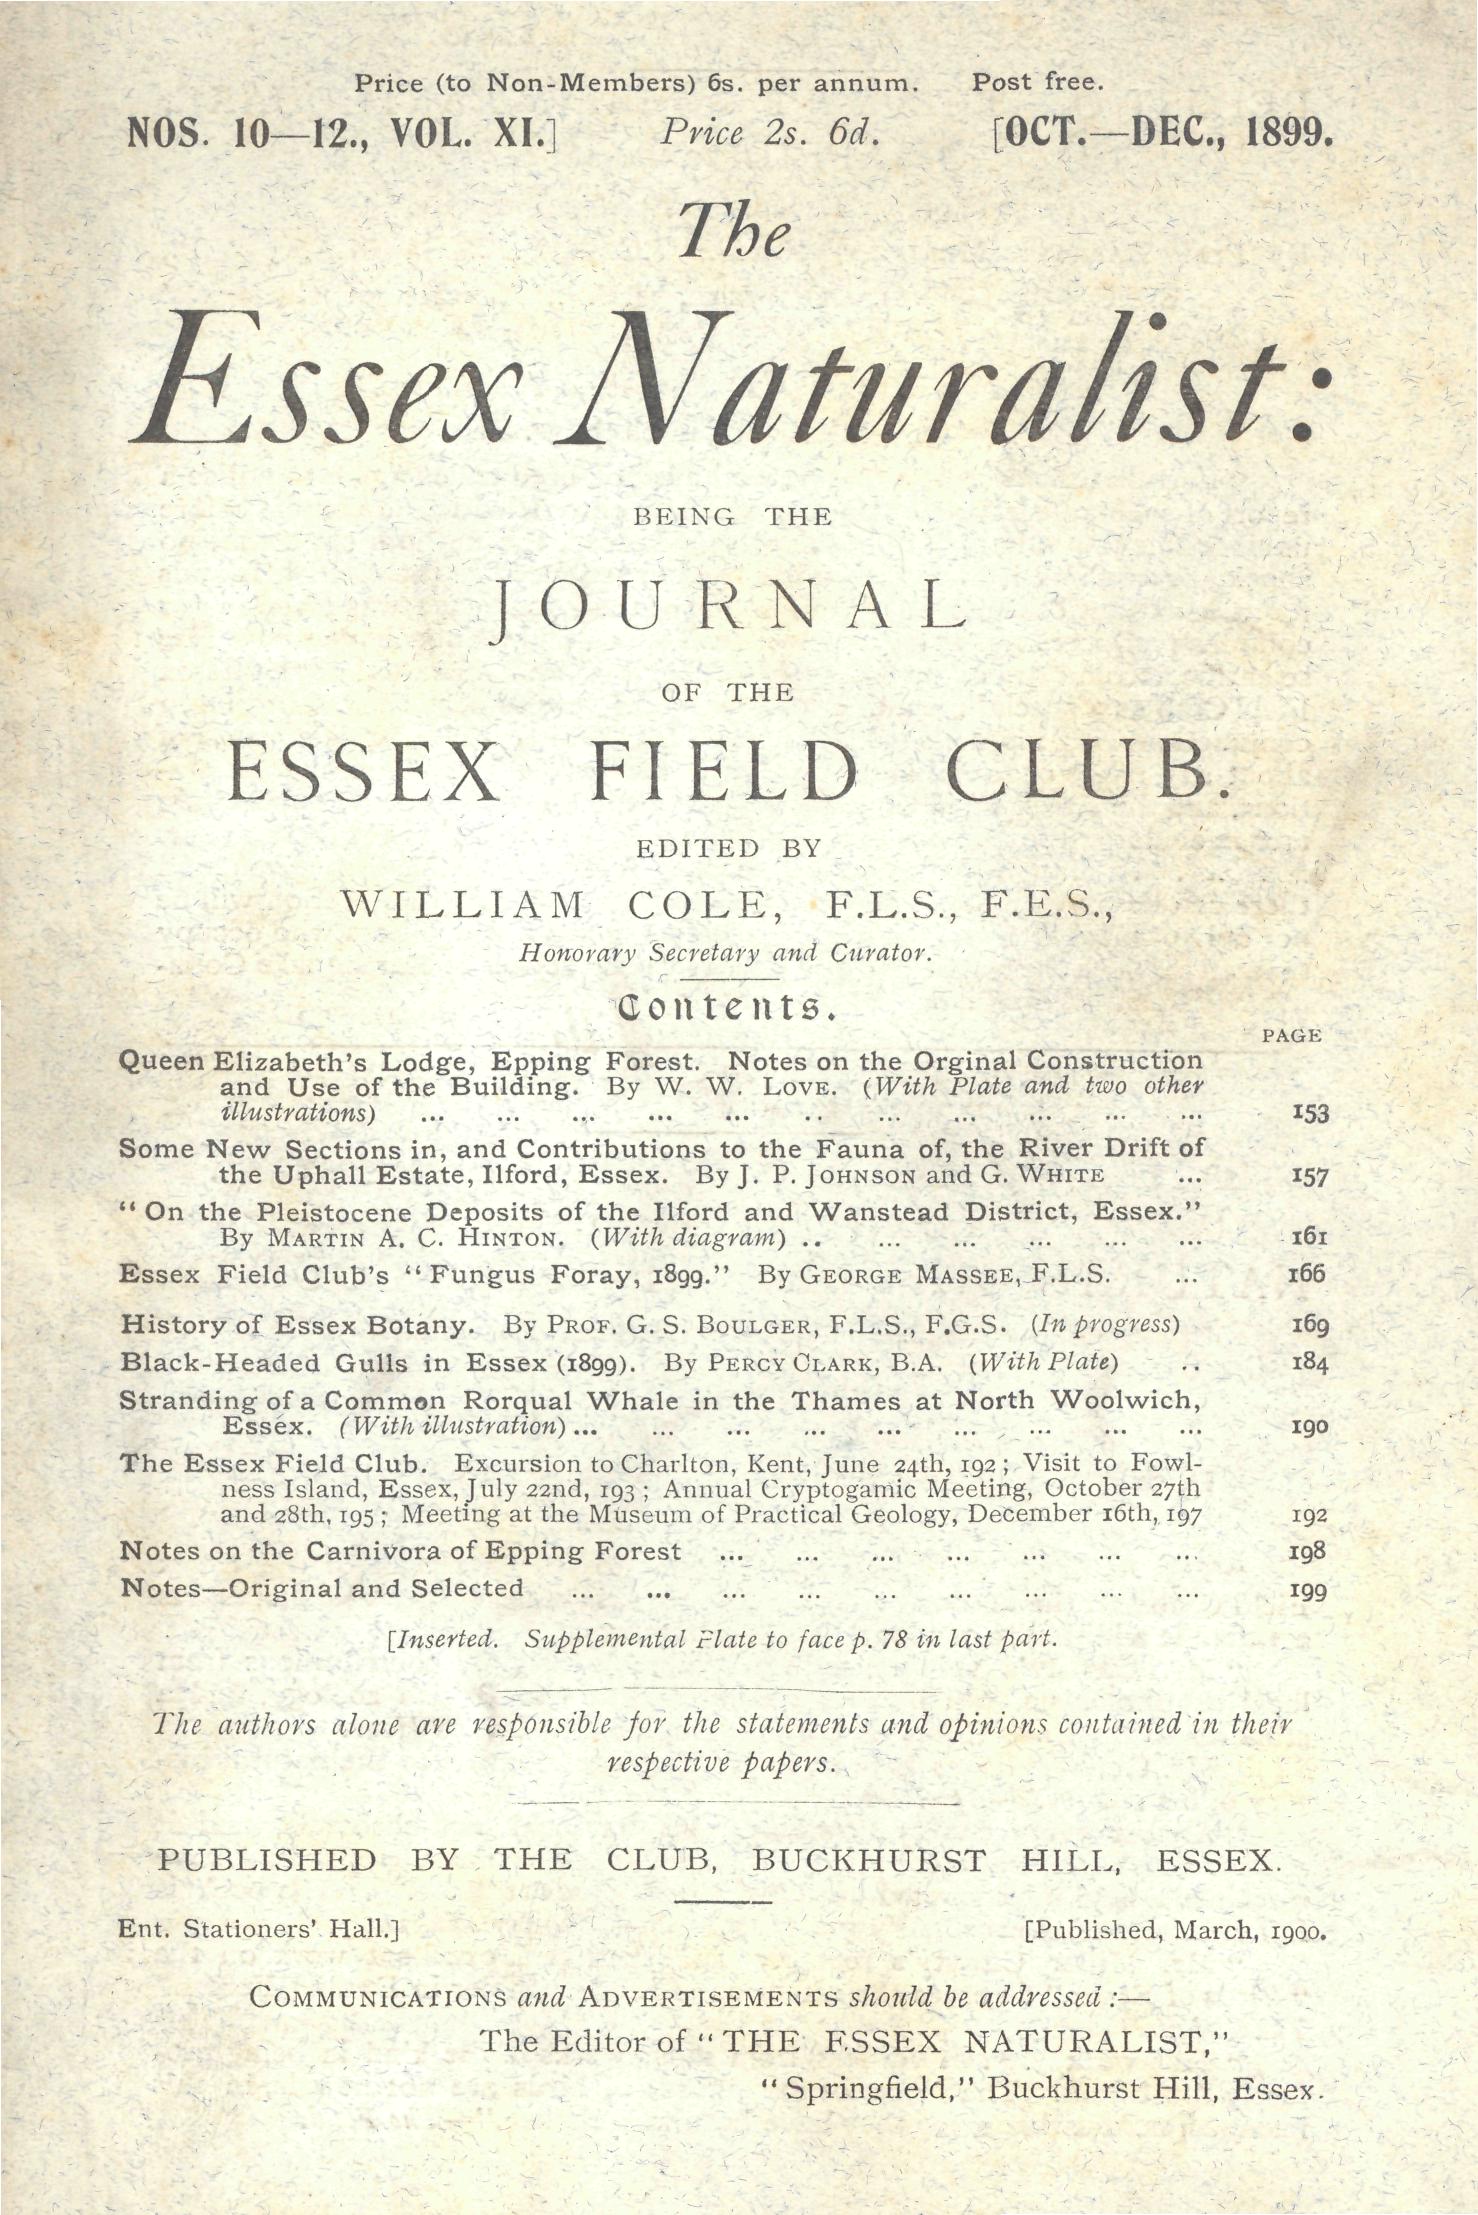 Price (to Non-Members) 6s. per annum. Post free.
NOS. 10—12., VOL. XI.] Price 2s. 6d. [OCT.—DEC., 1899.
The
Essex Naturalist:
BEING THE
JOURNAL
OF THE
ESSEX FIELD CLUB.
EDITED BY
WILLIAM COLE, F.L.S., F.E.S.,
Honorary Secretary and Curator.
Contents.
PAGE
Queen Elizabeth's Lodge, Epping Forest. Notes on the Orginal Construction
and Use of the Building. By W. W. LOVE. (With Plate and two other
illustrations) ... ... ... ... ... .. ... ... ... ... ... 153
Some New Sections in, and Contributions to the Fauna of, the River Drift of
the Uphall Estate, Ilford, Essex. By J. P. JOHNSON and G. WHITE ... 157
"On the Pleistocene Deposits of the Ilford and Wanstead District, Essex."
By MARTIN A. C. HINTON. (With diagram) .. ... ... ... ... ... 161
Essex Field Club's "Fungus Foray, 1899." By GEORGE MASSEE, F.L.S. ... 166
History of Essex Botany. By PROF. G. S. BOULGER, F.L.S., F.G.S. (In progress) 169
Black-Headed Gulls in Essex (1899). By PERCY CLARK, B.A. (With Plate) .. 184
Stranding of a Common Rorqual Whale in the Thames at North Woolwich,
Essex. (With illustration) ... ... ... ... ... ... ... ... ... 190
The Essex Field Club. Excursion to Charlton, Kent, June 24th, 192; Visit to Fowl-
ness Island, Essex, July 22nd, 193; Annual Cryptogamic Meeting, October 27th
and 28th, 195; Meeting at the Museum of Practical Geology, December 16th, 197 192
Notes on the Carnivora of Epping Forest ... ... ... ... ... ... ... 198
Notes—Original and Selected ... ... ... ... ... ... ... ... ... 199
[Inserted. Supplemental Plate to face p. 78 in last part.
The authors alone are responsible for the statements and opinions contained in their
respective papers.
PUBLISHED BY THE CLUB, BUCKHURST HILL, ESSEX.
Ent. Stationers' Hall.] [Published, March, 1900.
COMMUNICATIONS and ADVERTISEMENTS should be addressed :—
The Editor of "THE ESSEX NATURALIST,"
"Springfield," Buckhurst Hill, Essex.